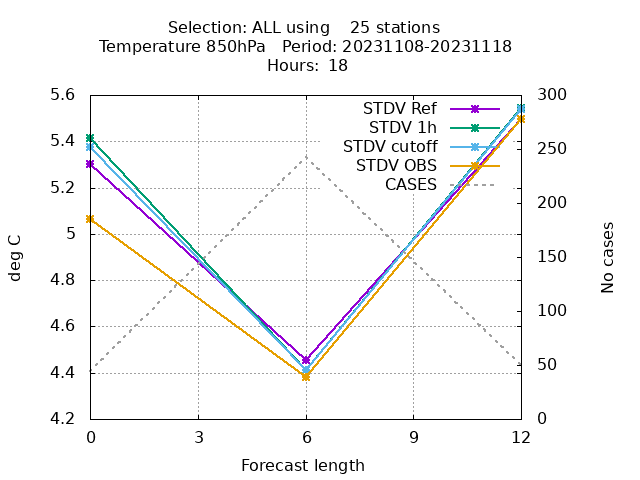 Selection: ALL using    25 stations
Temperature 850hPa   Period: 20231108-20231118
Hours:  18
5.6
5.4
5.2
5
4.8
4.6
4.4
4.2
deg C
300
250
200
150
100
50
0
No cases
STDV Ref
STDV 1h
STDV cutoff
STDV OBS
CASES
0 3 6 9 12
Forecast length